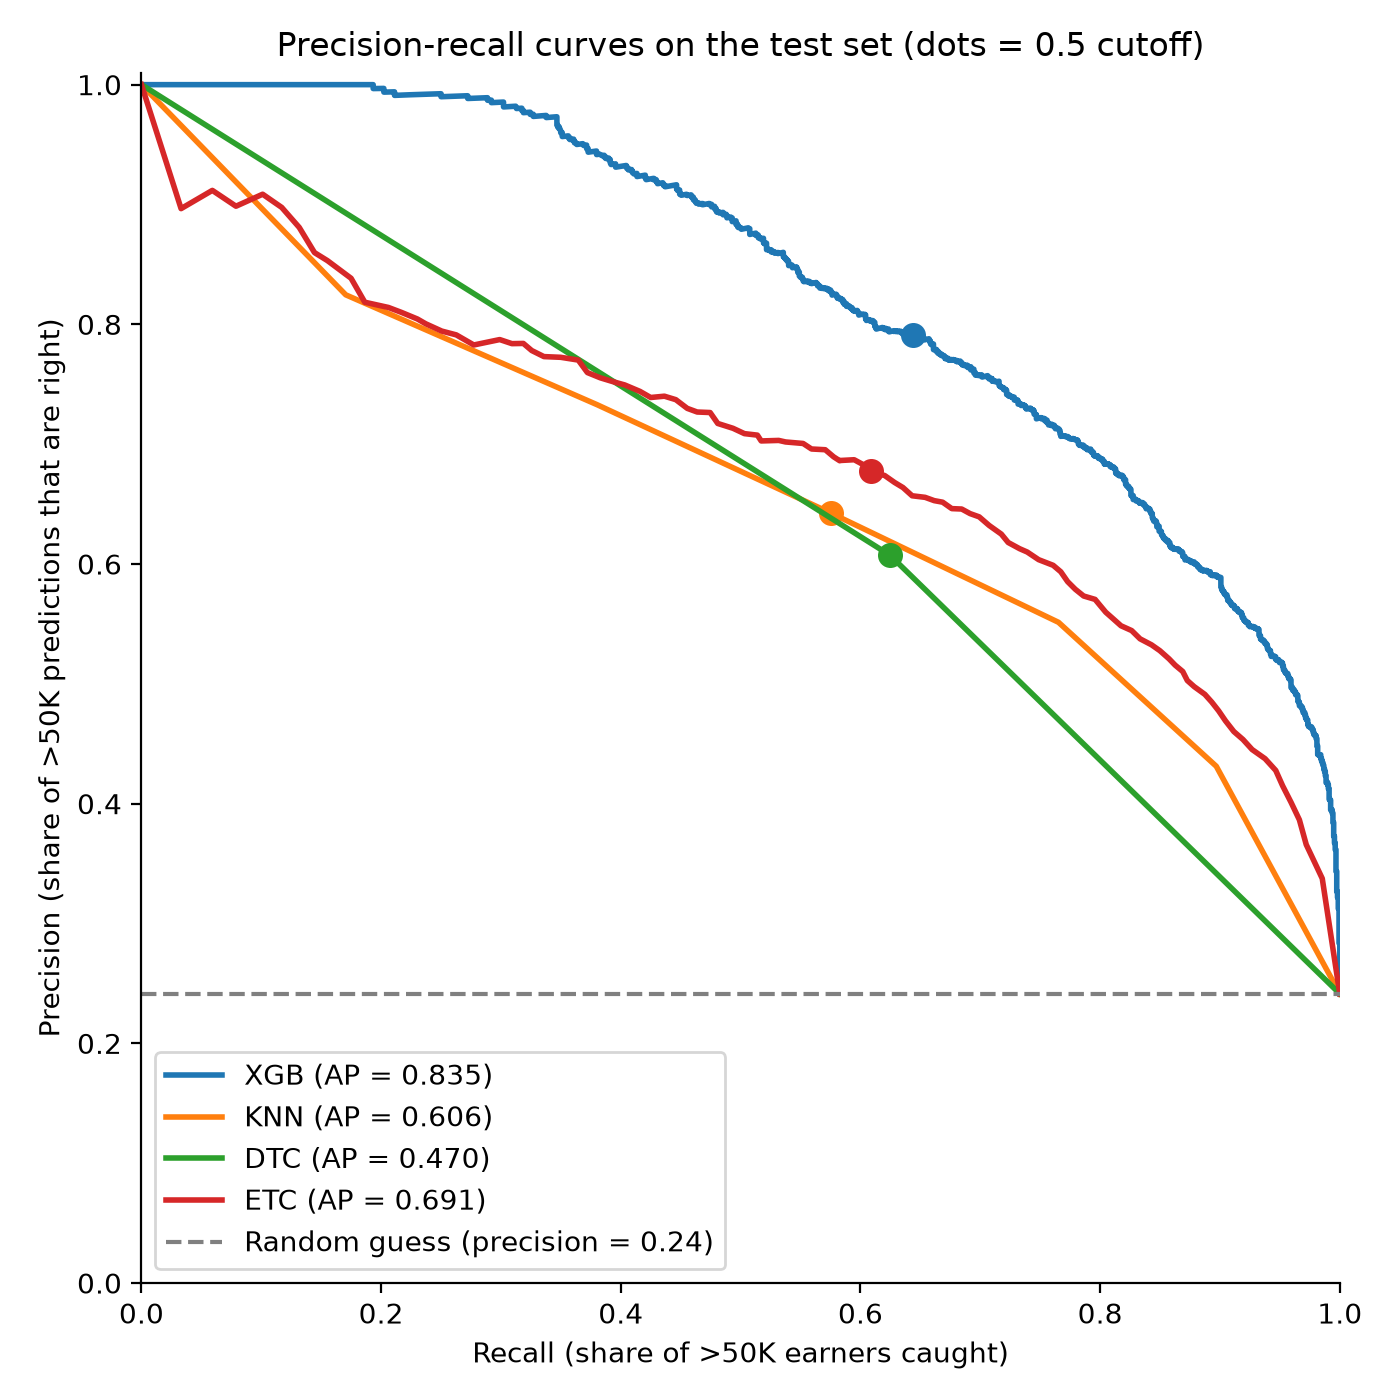 Precision-recall curves on the test set (dots = 0.5 cutoff)
Precision (share of >50K predictions that are right)
1.0
0.8
0.6
0.4
0.2
0.0
XGB (AP = 0.835)
KNN (AP = 0.606)
DTC (AP = 0.470)
ETC (AP = 0.691)
Random guess (precision = 0.24)
0.0 0.2 0.4 0.6 0.8 1.0
Recall (share of >50K earners caught)